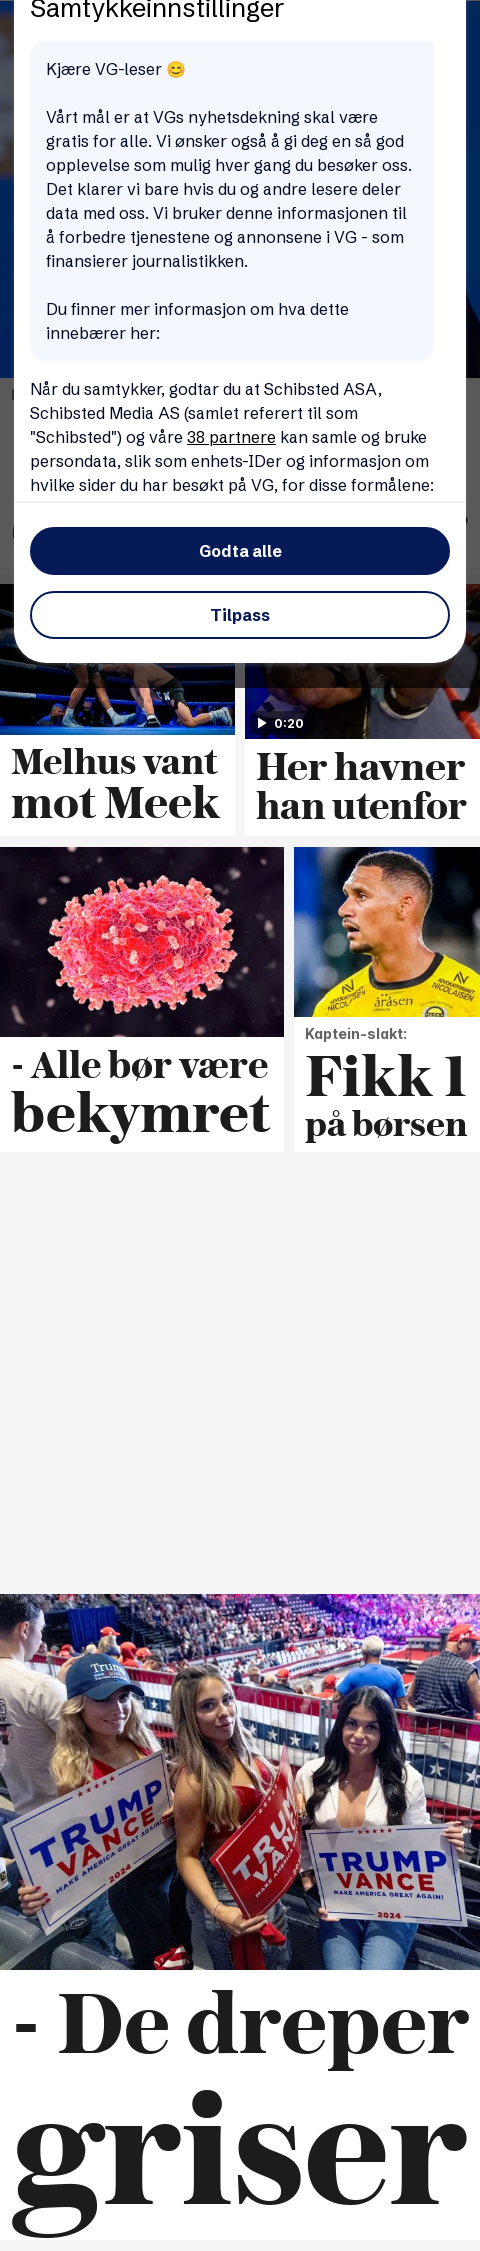 Samtykkeinnstillinger
Kjære VG-leser 😊
Vårt mål er at VGs nyhetsdekning skal være
gratis for alle. Vi ønsker også å gi deg en så god
opplevelse som mulig hver gang du besøker oss.
Det klarer vi bare hvis du og andre lesere deler
data med oss. Vi bruker denne informasjonen til
å forbedre tjenestene og annonsene i VG - som
finansierer journalistikken.
Du finner mer informasjon om hva dette
innebærer her:
Når du samtykker, godtar du at Schibsted ASA,
Schibsted Media AS (samlet referert til som
"Schibsted") og våre 38 partnere kan samle og bruke
persondata, slik som enhets-IDer og informasjon om
hvilke sider du har besøkt på VG, for disse formålene:
Godta alle
Tilpass
0:20
Melhus vant
mot Meek
Her havner
han utenfor
ADVOKATFIRMAET
NICOLAISEN
ADVOKATFIRMAET
NICOLAISEN
åråsen
Kaptein-slakt:
- Alle bør være
bekymret
Fikk 1
på børsen
Trump
TRUMP
VANCE
MAKE AMERICA GREAT AGAIN!
2024
TRUMP
VANCE
TRUMP
VANCE
MAKE AMERICA GREAT AGAIN!
2024
- De dreper
griser